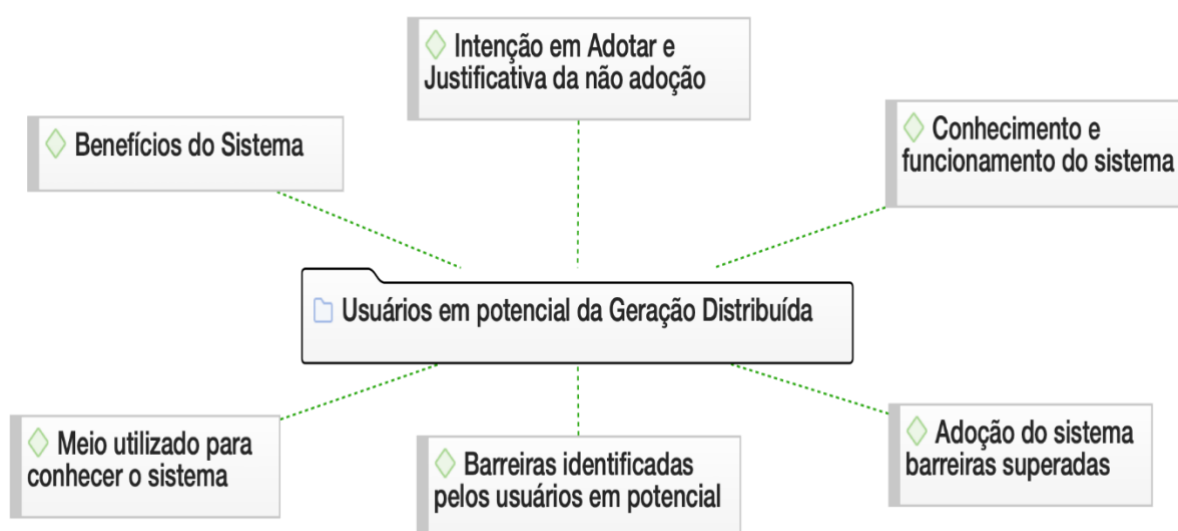 Intenção em Adotar e
Justificativa da não adoção
Benefícios do Sistema
Conhecimento e
funcionamento do sistema
Usuários em potencial da Geração Distribuída
Meio utilizado para
conhecer o sistema
Barreiras identificadas
pelos usuários em potencial
Adoção do sistema
barreiras superadas